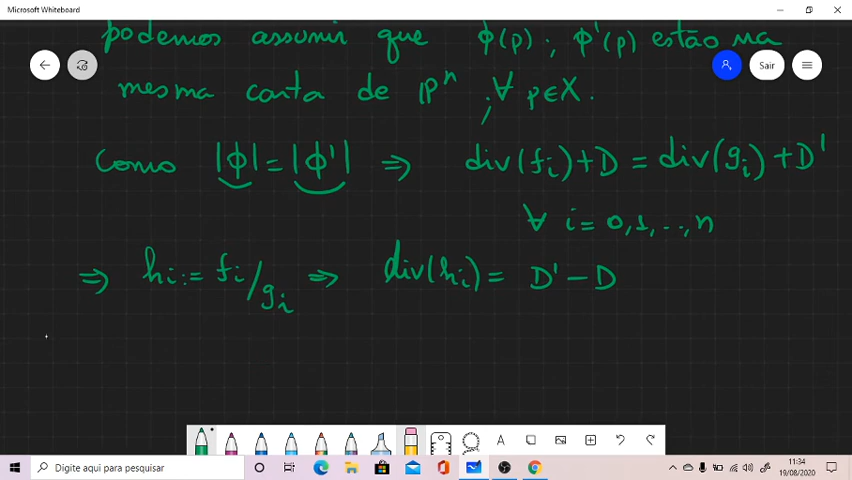 Microsoft Whiteboard
podemos assumir que ϕ(p), ϕ'(p) estão na
Sair
mesma carta de ℙⁿ, ∀ p∈X.
Como |ϕ| = |ϕ'| ⇒ div(fᵢ)+D = div(gᵢ)+D'
∀ i = 0,1,..,n
⇒ hᵢ := fᵢ/gᵢ ⇒ div(hᵢ) = D' − D
Digite aqui para pesquisar
11:34
19/08/2020